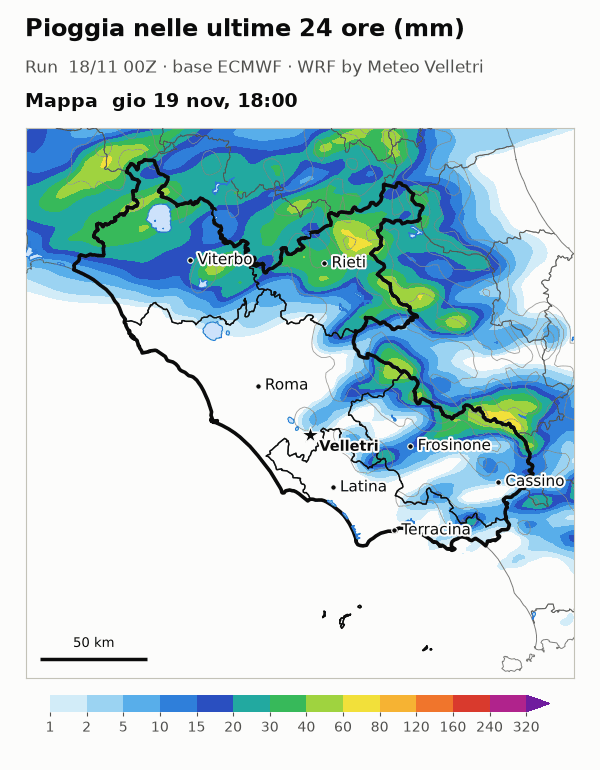 Pioggia nelle ultime 24 ore (mm)
Run  18/11 00Z · base ECMWF · WRF by Meteo Velletri
Mappa  gio 19 nov, 18:00
Viterbo
Rieti
Roma
Velletri
Frosinone
Cassino
Latina
Terracina
50 km
1 2 5 10 15 20 30 40 60 80 120 160 240 320